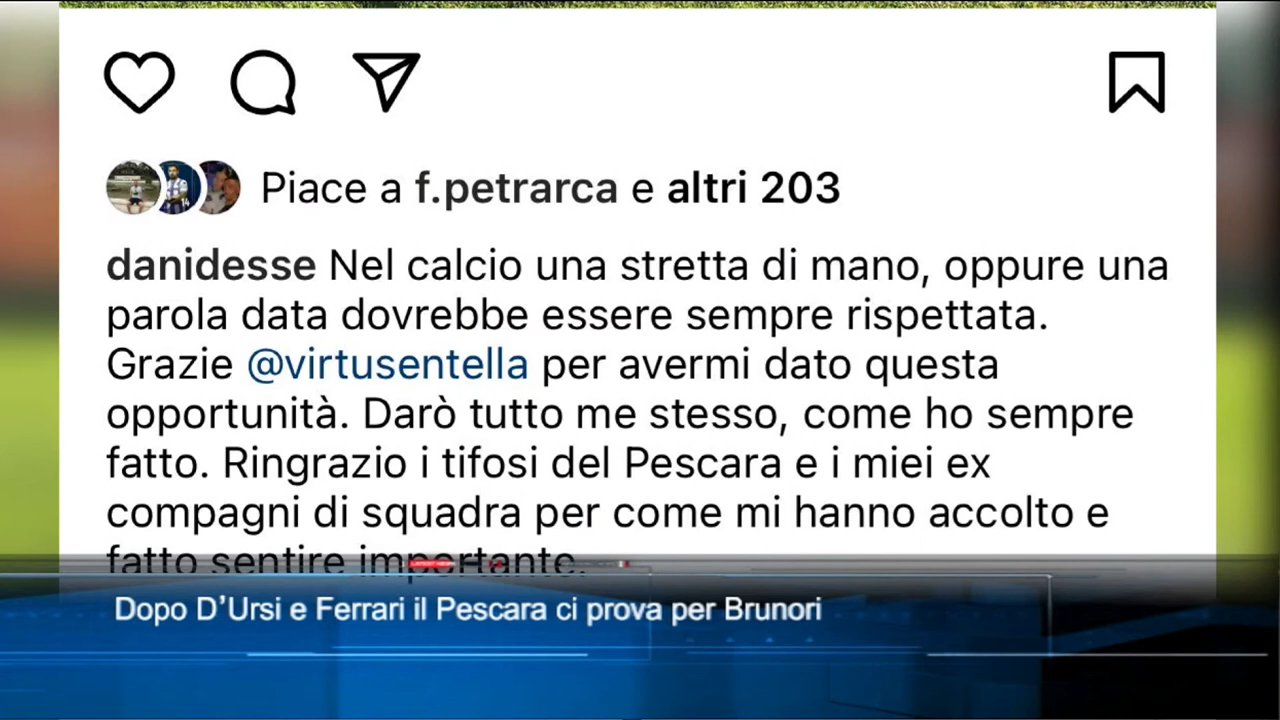 Piace a f.petrarca e altri 203
danidesse Nel calcio una stretta di mano, oppure una
parola data dovrebbe essere sempre rispettata.
Grazie @virtusentella per avermi dato questa
opportunità. Darò tutto me stesso, come ho sempre
fatto. Ringrazio i tifosi del Pescara e i miei ex
compagni di squadra per come mi hanno accolto e
fatto sentire importante.
LATEST NEWS
Dopo D'Ursi e Ferrari il Pescara ci prova per Brunori